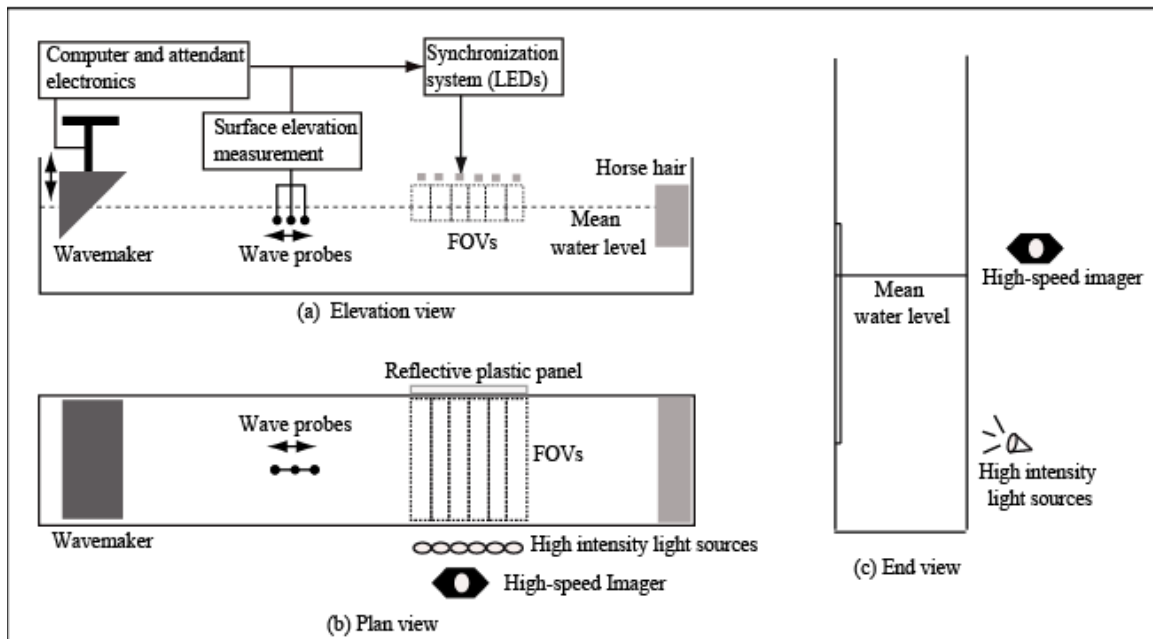 Computer and attendant
electronics
Synchronization
system (LEDs)
Surface elevation
measurement
Horse hair
Wavemaker
Wave probes
FOVs
Mean
water level
(a) Elevation view
Reflective plastic panel
Wave probes
FOVs
Wavemaker
High intensity light sources
High-speed Imager
(b) Plan view
High-speed imager
Mean
water level
High intensity
light sources
(c) End view